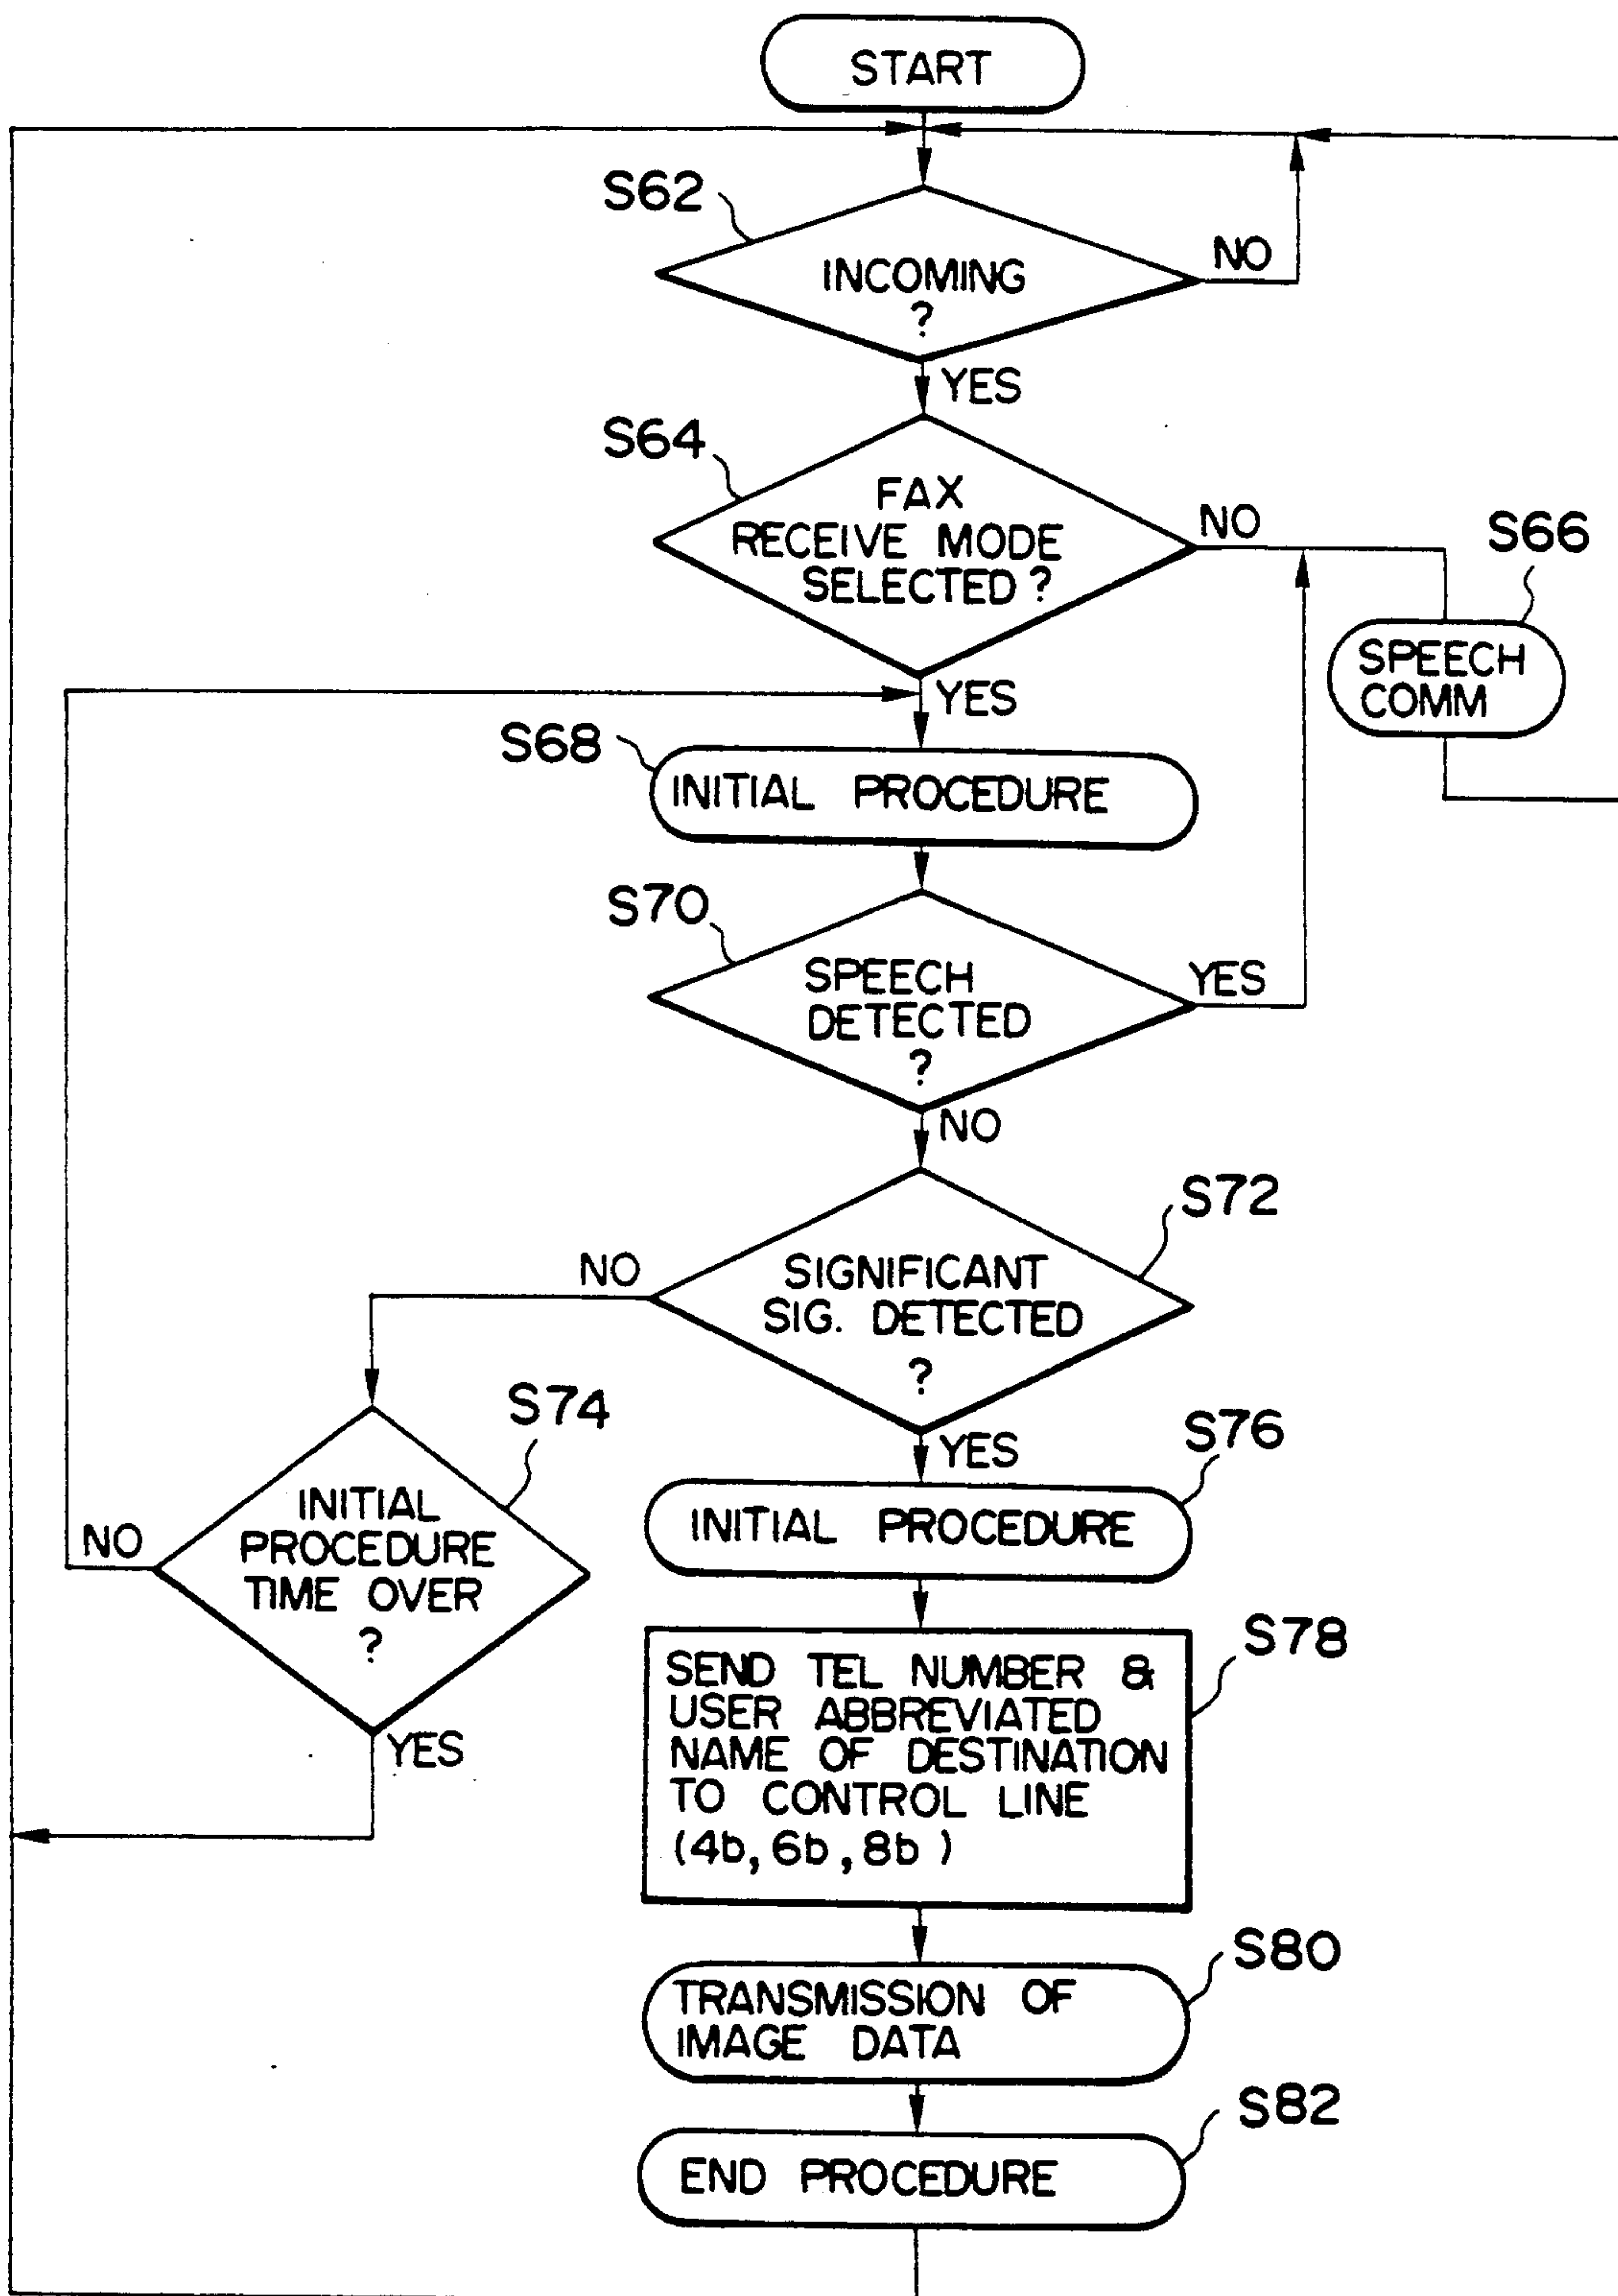 START
S62
INCOMING
?
NO
YES
S64
FAX
RECEIVE MODE
SELECTED ?
NO
S66
SPEECH
COMM
YES
S68
INITIAL PROCEDURE
S70
SPEECH
DETECTED
?
YES
NO
S72
SIGNIFICANT
SIG. DETECTED
?
NO
S74
INITIAL
PROCEDURE
TIME OVER
?
NO
YES
YES
S76
INITIAL PROCEDURE
S78
SEND TEL NUMBER &
USER ABBREVIATED
NAME OF DESTINATION
TO CONTROL LINE
(4b, 6b, 8b )
S80
TRANSMISSION OF
IMAGE DATA
S82
END PROCEDURE